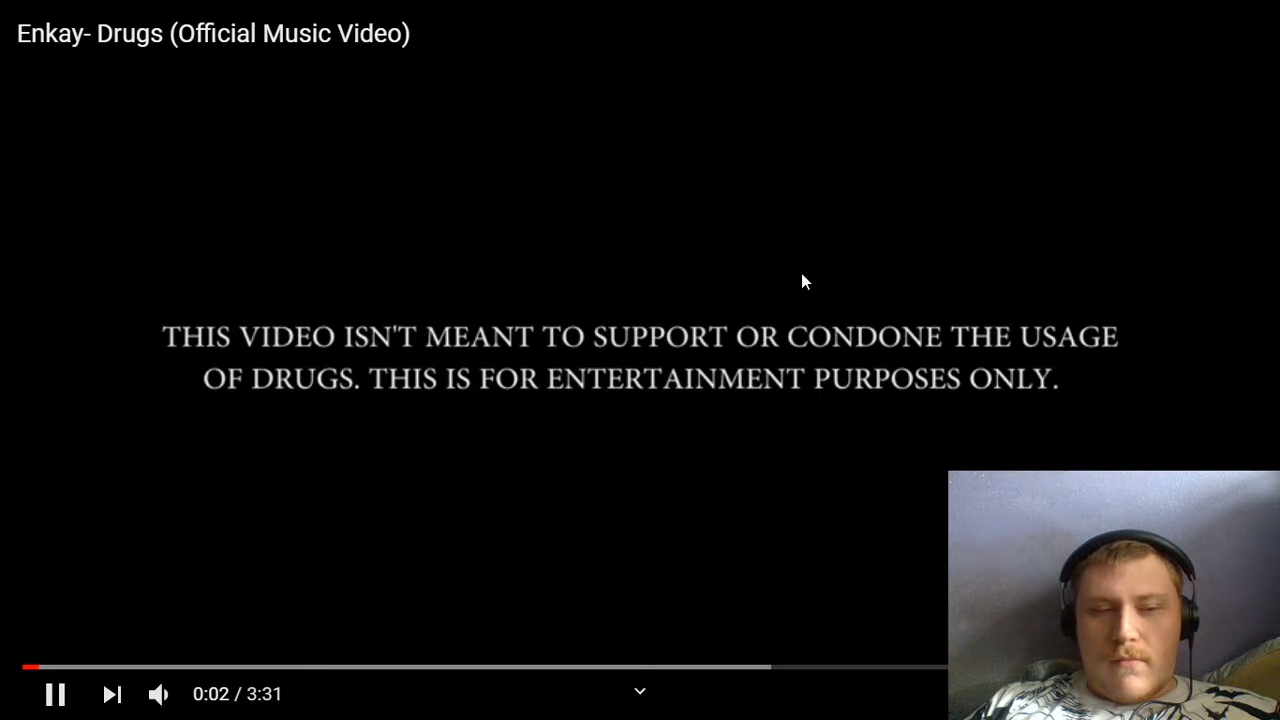 Enkay- Drugs (Official Music Video)
THIS VIDEO ISN'T MEANT TO SUPPORT OR CONDONE THE USAGE
OF DRUGS. THIS IS FOR ENTERTAINMENT PURPOSES ONLY.
0:02 / 3:31